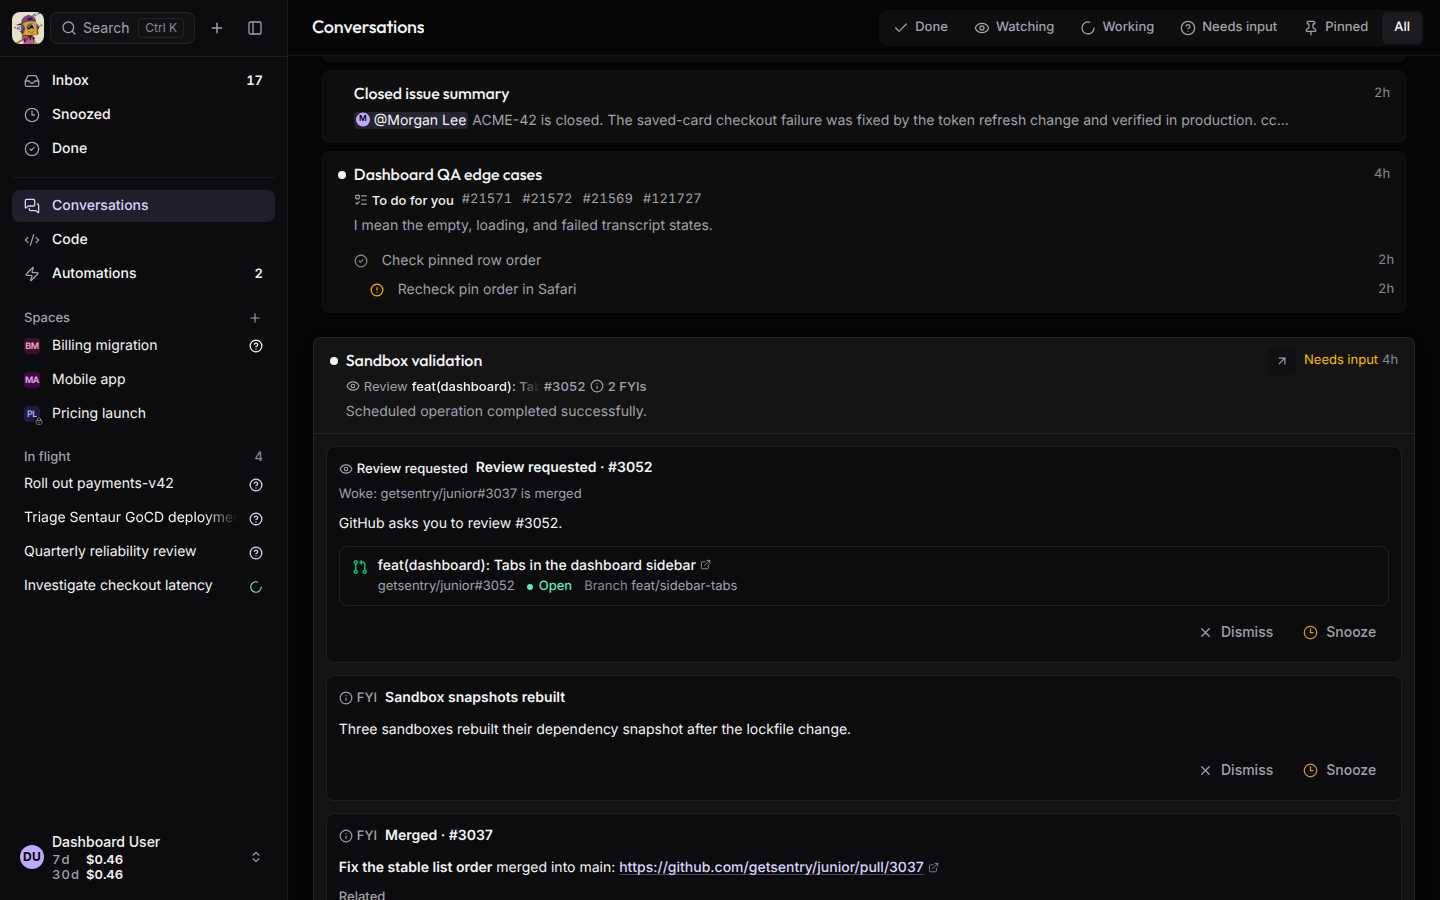 Search Ctrl K
Inbox 17
Snoozed
Done
Conversations
Code
Automations 2
Spaces
BM Billing migration
MA Mobile app
PL Pricing launch
In flight 4
Roll out payments-v42
Triage Sentaur GoCD deployme
Quarterly reliability review
Investigate checkout latency
DU Dashboard User
7d $0.46
30d $0.46
Conversations
Done Watching Working Needs input Pinned All
Closed issue summary 2h
M @Morgan Lee ACME-42 is closed. The saved-card checkout failure was fixed by the token refresh change and verified in production. cc...
Dashboard QA edge cases 4h
To do for you #21571 #21572 #21569 #121727
I mean the empty, loading, and failed transcript states.
Check pinned row order 2h
Recheck pin order in Safari 2h
Sandbox validation Needs input 4h
Review feat(dashboard): Tab #3052 2 FYIs
Scheduled operation completed successfully.
Review requested Review requested · #3052
Woke: getsentry/junior#3037 is merged
GitHub asks you to review #3052.
feat(dashboard): Tabs in the dashboard sidebar
getsentry/junior#3052 Open Branch feat/sidebar-tabs
Dismiss Snooze
FYI Sandbox snapshots rebuilt
Three sandboxes rebuilt their dependency snapshot after the lockfile change.
Dismiss Snooze
FYI Merged · #3037
Fix the stable list order merged into main: https://github.com/getsentry/junior/pull/3037
Related